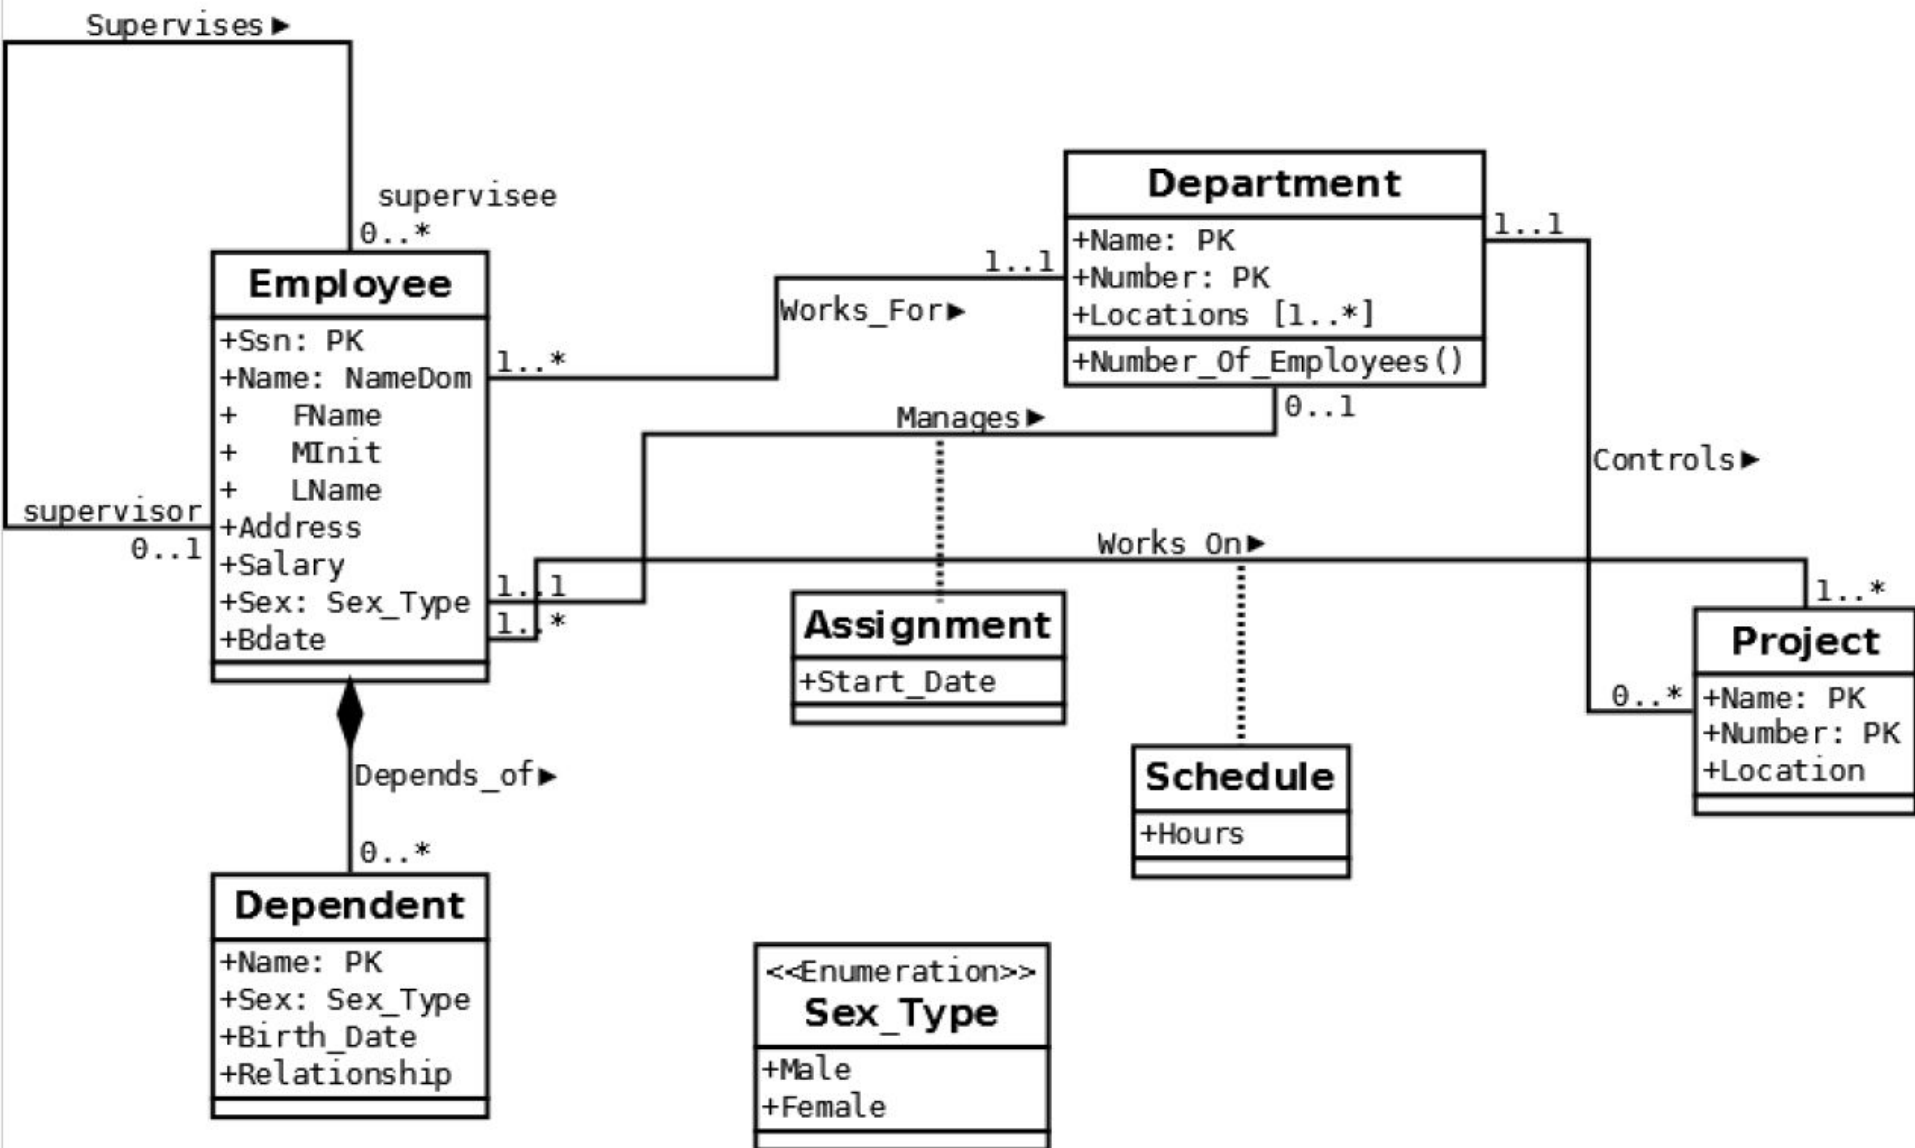 Supervises▶
supervisee
0..*
Employee
+Ssn: PK
+Name: NameDom
+   FName
+   MInit
+   LName
+Address
+Salary
+Sex: Sex_Type
+Bdate
supervisor
0..1
1..*
Works_For▶
1..1
Department
+Name: PK
+Number: PK
+Locations [1..*]
+Number_Of_Employees()
1..1
Controls▶
0..*
0..1
Manages▶
1..1
1..*
Works On▶
1..*
Assignment
+Start_Date
Schedule
+Hours
Project
+Name: PK
+Number: PK
+Location
Depends_of▶
0..*
Dependent
+Name: PK
+Sex: Sex_Type
+Birth_Date
+Relationship
<<Enumeration>>
Sex_Type
+Male
+Female